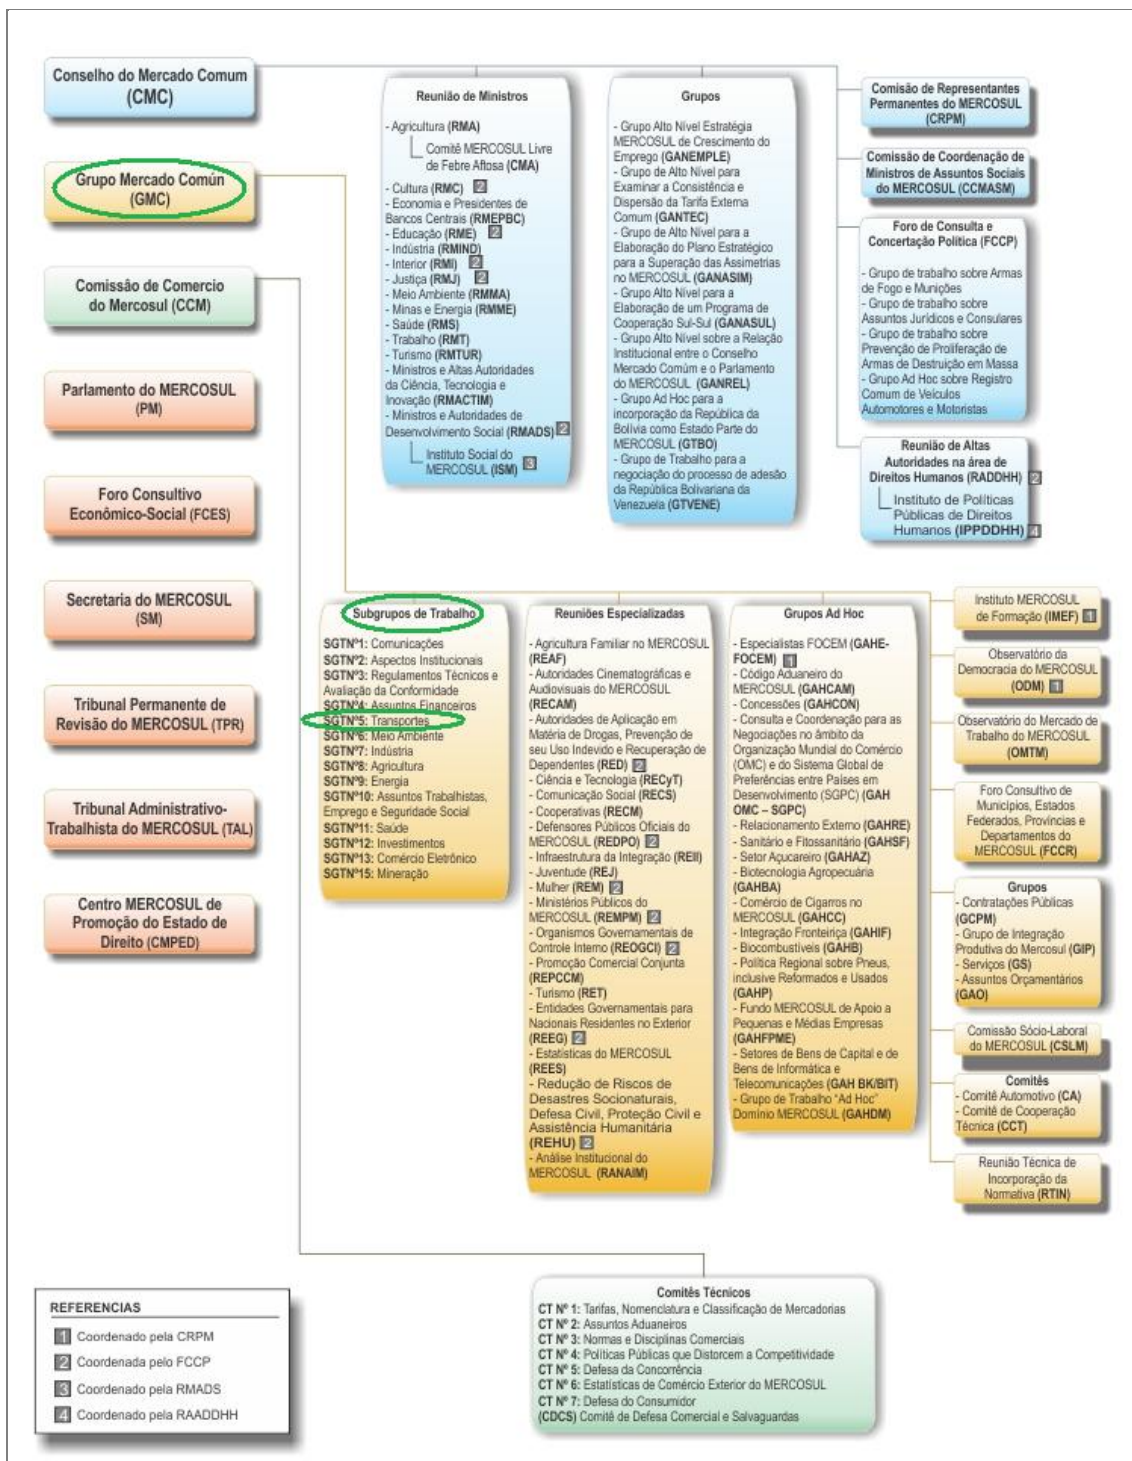 Conselho do Mercado Comum
(CMC)
Grupo Mercado Común
(GMC)
Comissão de Comercio
do Mercosul (CCM)
Parlamento do MERCOSUL
(PM)
Foro Consultivo
Econômico-Social (FCES)
Secretaria do MERCOSUL
(SM)
Tribunal Permanente de
Revisão do MERCOSUL (TPR)
Tribunal Administrativo-
Trabalhista do MERCOSUL (TAL)
Centro MERCOSUL de
Promoção do Estado de
Direito (CMPED)
Reunião de Ministros
- Agricultura (RMA)
Comitê MERCOSUL Livre
de Febre Aftosa (CMA)
- Cultura (RMC) 2
- Economia e Presidentes de
Bancos Centrais (RMEPBC)
- Educação (RME) 2
- Indústria (RMIND)
- Interior (RMI) 2
- Justiça (RMJ) 2
- Meio Ambiente (RMMA)
- Minas e Energia (RMME)
- Saúde (RMS)
- Trabalho (RMT)
- Turismo (RMTUR)
- Ministros e Altas Autoridades
da Ciência, Tecnologia e
Inovação (RMACTIM)
- Ministros e Autoridades de
Desenvolvimento Social (RMADS) 2
Instituto Social do
MERCOSUL (ISM) 3
Grupos
- Grupo Alto Nível Estratégia
MERCOSUL de Crescimento do
Emprego (GANEMPLE)
- Grupo de Alto Nível para
Examinar a Consistência e
Dispersão da Tarifa Externa
Comum (GANTEC)
- Grupo de Alto Nível para a
Elaboração do Plano Estratégico
para a Superação das Assimetrias
no MERCOSUL (GANASIM)
- Grupo Alto Nível para a
Elaboração de um Programa de
Cooperação Sul-Sul (GANASUL)
- Grupo Alto Nível sobre a Relação
Institucional entre o Conselho
Mercado Comúm e o Parlamento
do MERCOSUL (GANREL)
- Grupo Ad Hoc para a
incorporação da República da
Bolívia como Estado Parte do
MERCOSUL (GTBO)
- Grupo de Trabalho para a
negociação do processo de adesão
da República Bolivariana da
Venezuela (GTVENE)
Comisão de Representantes
Permanentes do MERCOSUL
(CRPM)
Comissão de Coordenação de
Ministros de Assuntos Sociais
do MERCOSUL (CCMASM)
Foro de Consulta e
Concertação Política (FCCP)
- Grupo de trabalho sobre Armas
de Fogo e Munições
- Grupo de trabalho sobre
Assuntos Jurídicos e Consulares
- Grupo de trabalho sobre
Prevenção de Proliferação de
Armas de Destruição em Massa
- Grupo Ad Hoc sobre Registro
Comum de Veículos
Automotores e Motoristas
Reunião de Altas
Autoridades na área de
Direitos Humanos (RADDHH) 2
Instituto de Políticas
Públicas de Direitos
Humanos (IPPDDHH) 4
Subgrupos de Trabalho
SGTNº1: Comunicações
SGTNº2: Aspectos Institucionais
SGTNº3: Regulamentos Técnicos e
Avaliação da Conformidade
SGTNº4: Assuntos Financeiros
SGTNº5: Transportes
SGTNº6: Meio Ambiente
SGTNº7: Indústria
SGTNº8: Agricultura
SGTNº9: Energia
SGTNº10: Assuntos Trabalhistas,
Emprego e Seguridade Social
SGTNº11: Saúde
SGTNº12: Investimentos
SGTNº13: Comércio Eletrônico
SGTNº15: Mineração
Reuniões Especializadas
- Agricultura Familiar no MERCOSUL
(REAF)
- Autoridades Cinematográficas e
Audiovisuais do MERCOSUL
(RECAM)
- Autoridades de Aplicação em
Matéria de Drogas, Prevenção de
seu Uso Indevido e Recuperação de
Dependentes (RED) 2
- Ciência e Tecnologia (RECyT)
- Comunicação Social (RECS)
- Cooperativas (RECM)
- Defensores Públicos Oficiais do
MERCOSUL (REDPO) 2
- Infraestrutura da Integração (REII)
- Juventude (REJ)
- Mulher (REM) 2
- Ministérios Públicos do
MERCOSUL (REMPM) 2
- Organismos Governamentais de
Controle Interno (REOGCI) 2
- Promoção Comercial Conjunta
(REPCCM)
- Turismo (RET)
- Entidades Governamentais para
Nacionais Residentes no Exterior
(REEG) 2
- Estatísticas do MERCOSUL
(REES)
- Redução de Riscos de
Desastres Socionaturais,
Defesa Civil, Proteção Civil e
Assistência Humanitária
(REHU) 2
- Análise Institucional do
MERCOSUL (RANAIM)
Grupos Ad Hoc
- Especialistas FOCEM (GAHE-
FOCEM) 1
- Código Aduaneiro do
MERCOSUL (GAHCAM)
- Concessões (GAHCON)
- Consulta e Coordenação para as
Negociações no âmbito da
Organização Mundial do Comércio
(OMC) e do Sistema Global de
Preferências entre Países em
Desenvolvimento (SGPC) (GAH
OMC – SGPC)
- Relacionamento Externo (GAHRE)
- Sanitário e Fitossanitário (GAHSF)
- Setor Açucareiro (GAHAZ)
- Biotecnologia Agropecuária
(GAHBA)
- Comércio de Cigarros no
MERCOSUL (GAHCC)
- Integração Fronteiriça (GAHIF)
- Biocombustíveis (GAHB)
- Política Regional sobre Pneus,
inclusive Reformados e Usados
(GAHP)
- Fundo MERCOSUL de Apoio a
Pequenas e Médias Empresas
(GAHFPME)
- Setores de Bens de Capital e de
Bens de Informática e
Telecomunicações (GAH BK/BIT)
- Grupo de Trabalho "Ad Hoc"
Domínio MERCOSUL (GAHDM)
Instituto MERCOSUL
de Formação (IMEF) 1
Observatório da
Democracia do MERCOSUL
(ODM) 1
Observatório do Mercado de
Trabalho do MERCOSUL
(OMTM)
Foro Consultivo de
Municípios, Estados
Federados, Províncias e
Departamentos do
MERCOSUL (FCCR)
Grupos
- Contratações Públicas
(GCPM)
- Grupo de Integração
Produtiva do Mercosul (GIP)
- Serviços (GS)
- Assuntos Orçamentários
(GAO)
Comissão Sócio-Laboral
do MERCOSUL (CSLM)
Comitês
- Comitê Automotivo (CA)
- Comitê de Cooperação
Técnica (CCT)
Reunião Técnica de
Incorporação da
Normativa (RTIN)
Comitês Técnicos
CT Nº 1: Tarifas, Nomenclatura e Classificação de Mercadorias
CT Nº 2: Assuntos Aduaneiros
CT Nº 3: Normas e Disciplinas Comerciais
CT Nº 4: Políticas Públicas que Distorcem a Competitividade
CT Nº 5: Defesa da Concorrência
CT Nº 6: Estatísticas de Comércio Exterior do MERCOSUL
CT Nº 7: Defesa do Consumidor
(CDCS) Comitê de Defesa Comercial e Salvaguardas
REFERENCIAS
1 Coordenado pela CRPM
2 Coordenada pelo FCCP
3 Coordenado pela RMADS
4 Coordenado pela RAADDHH